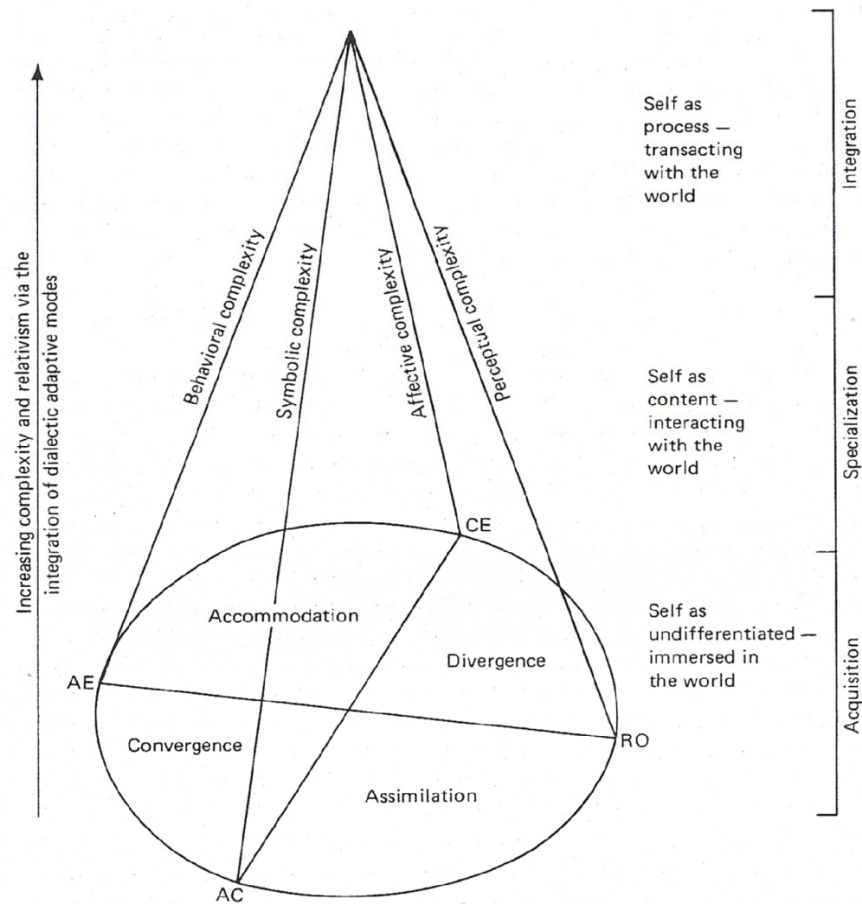 Increasing complexity and relativism via the
integration of dialectic adaptive modes
Behavioral complexity
Symbolic complexity
Affective complexity
Perceptual complexity
Self as
process —
transacting
with the
world
Integration
Self as
content —
interacting
with the
world
Specialization
CE
Accommodation
Divergence
Self as
undifferentiated —
immersed in
the world
Acquisition
AE
RO
Convergence
Assimilation
AC